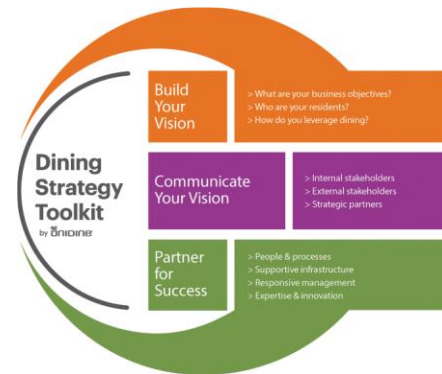 Dining
Strategy
Toolkit
by UNIDINE
Build
Your
Vision
> What are your business objectives?
> Who are your residents?
> How do you leverage dining?
Communicate
Your Vision
> Internal stakeholders
> External stakeholders
> Strategic partners
Partner
for
Success
> People & processes
> Supportive infrastructure
> Responsive management
> Expertise & innovation